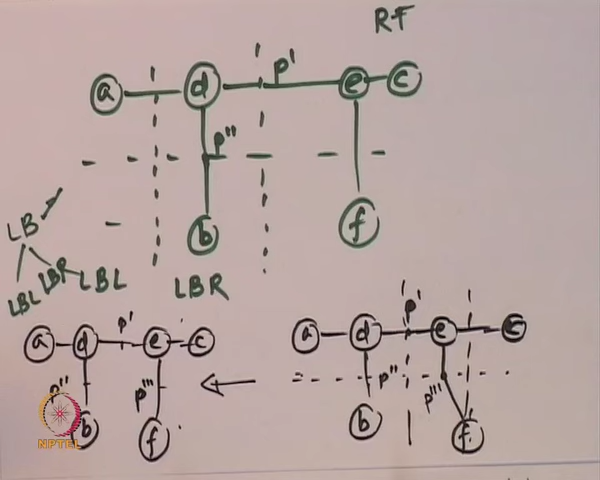 RF
a d p' e c
p"
LB b f
LBL LBR LBL LBR
a d p' e c
p" p'''
b f
a d p' e c
p" p'''
b f
NPTEL